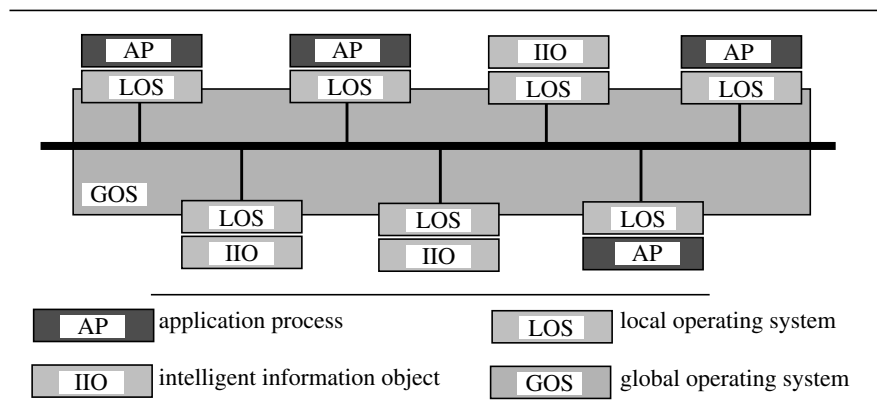 AP AP IIO AP
LOS LOS LOS LOS
GOS
LOS LOS LOS
IIO IIO AP
AP application process
LOS local operating system
IIO intelligent information object
GOS global operating system